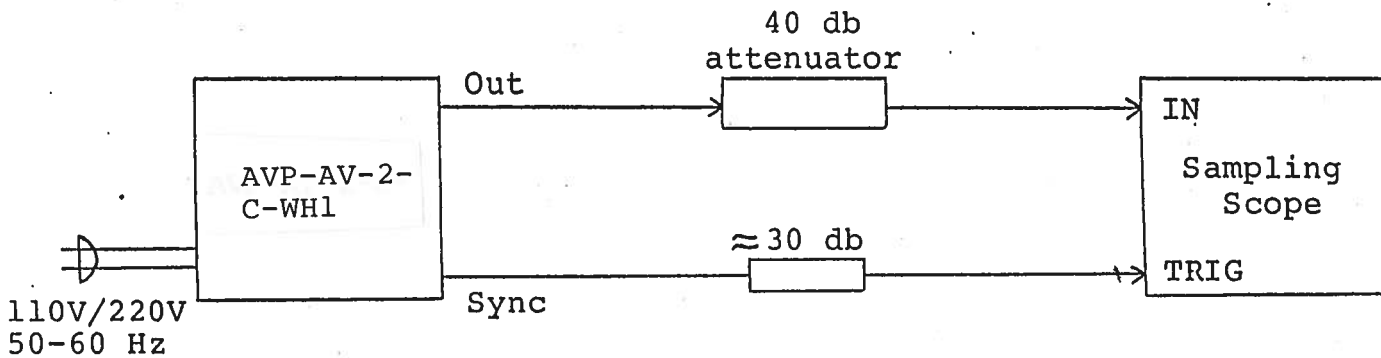 40 db
attenuator
Out
IN
AVP-AV-2-
C-WH1
Sampling
Scope
≈30 db
TRIG
Sync
110V/220V
50-60 Hz